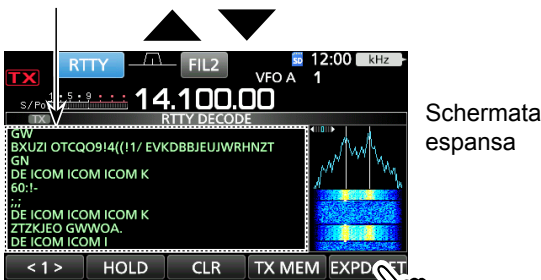 RTTY FIL2 12:00 kHz
TX VFO A 1
S/Po 1 5 9 14.100.00
TX RTTY DECODE
GW
BXUZI OTCQO9!4((!1/ EVKDBBJEUJWRHNZT
GN
DE ICOM ICOM ICOM K
60:!-
;,;
DE ICOM ICOM ICOM K
ZTZKJEO GWWOA.
DE ICOM ICOM I
< 1 > HOLD CLR TX MEM
Schermata
espansa